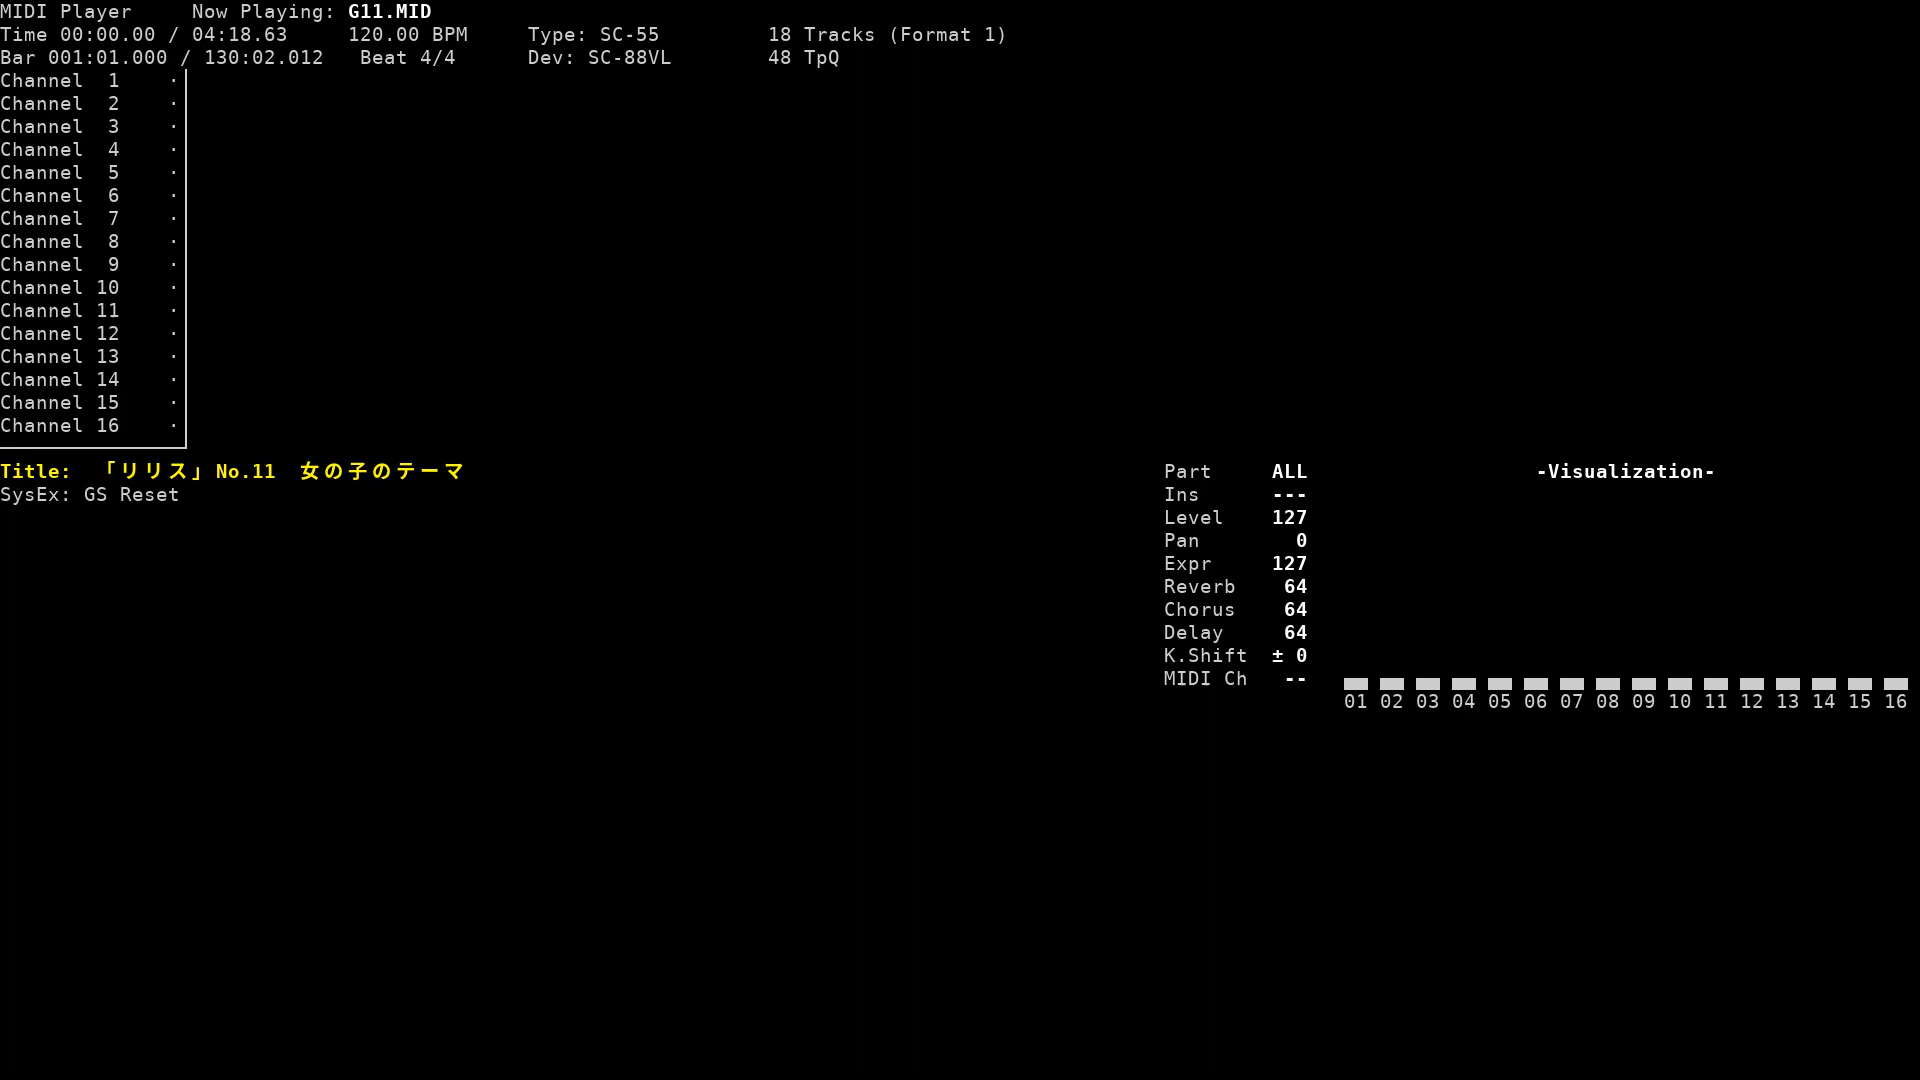 MIDI Player Now Playing: G11.MID
Time 00:00.00 / 04:18.63 120.00 BPM Type: SC-55 18 Tracks (Format 1)
Bar 001:01.000 / 130:02.012 Beat 4/4 Dev: SC-88VL 48 TpQ
Channel 1 ·
Channel 2 ·
Channel 3 ·
Channel 4 ·
Channel 5 ·
Channel 6 ·
Channel 7 ·
Channel 8 ·
Channel 9 ·
Channel 10 ·
Channel 11 ·
Channel 12 ·
Channel 13 ·
Channel 14 ·
Channel 15 ·
Channel 16 ·
Title: 「リリス」No.11 女の子のテーマ
SysEx: GS Reset
Part ALL
Ins ---
Level 127
Pan 0
Expr 127
Reverb 64
Chorus 64
Delay 64
K.Shift ± 0
MIDI Ch --
-Visualization-
01 02 03 04 05 06 07 08 09 10 11 12 13 14 15 16